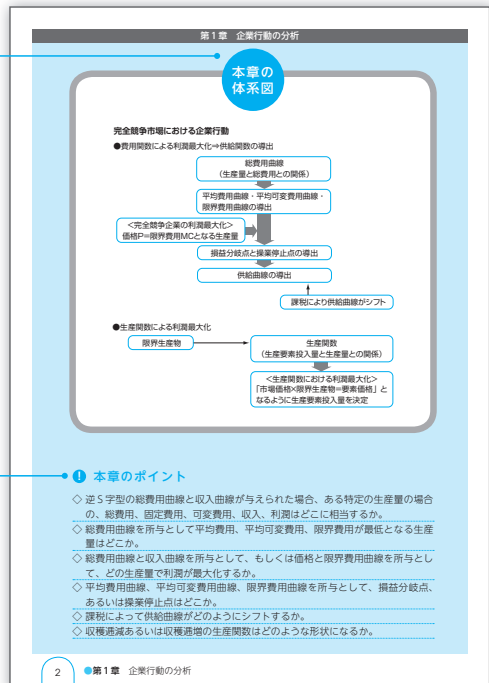 第1章 企業行動の分析
本章の
体系図
完全競争市場における企業行動
●費用関数による利潤最大化⇒供給関数の導出
総費用曲線
(生産量と総費用との関係)
平均費用曲線・平均可変費用曲線・
限界費用曲線の導出
<完全競争企業の利潤最大化>
価格P=限界費用MCとなる生産量
損益分岐点と操業停止点の導出
供給曲線の導出
課税により供給曲線がシフト
●生産関数による利潤最大化
限界生産物
生産関数
(生産要素投入量と生産量との関係)
<生産関数における利潤最大化>
「市場価格×限界生産物=要素価格」と
なるように生産要素投入量を決定
! 本章のポイント
◇ 逆S字型の総費用曲線と収入曲線が与えられた場合、ある特定の生産量の場合
の、総費用、固定費用、可変費用、収入、利潤はどこに相当するか。
◇ 総費用曲線を所与として平均費用、平均可変費用、限界費用が最低となる生産
量はどこか。
◇ 総費用曲線と収入曲線を所与として、もしくは価格と限界費用曲線を所与とし
て、どの生産量で利潤が最大化するか。
◇ 平均費用曲線、平均可変費用曲線、限界費用曲線を所与として、損益分岐点、
あるいは操業停止点はどこか。
◇ 課税によって供給曲線がどのようにシフトするか。
◇ 収穫逓減あるいは収穫逓増の生産関数はどのような形状になるか。
2 ●第1章 企業行動の分析